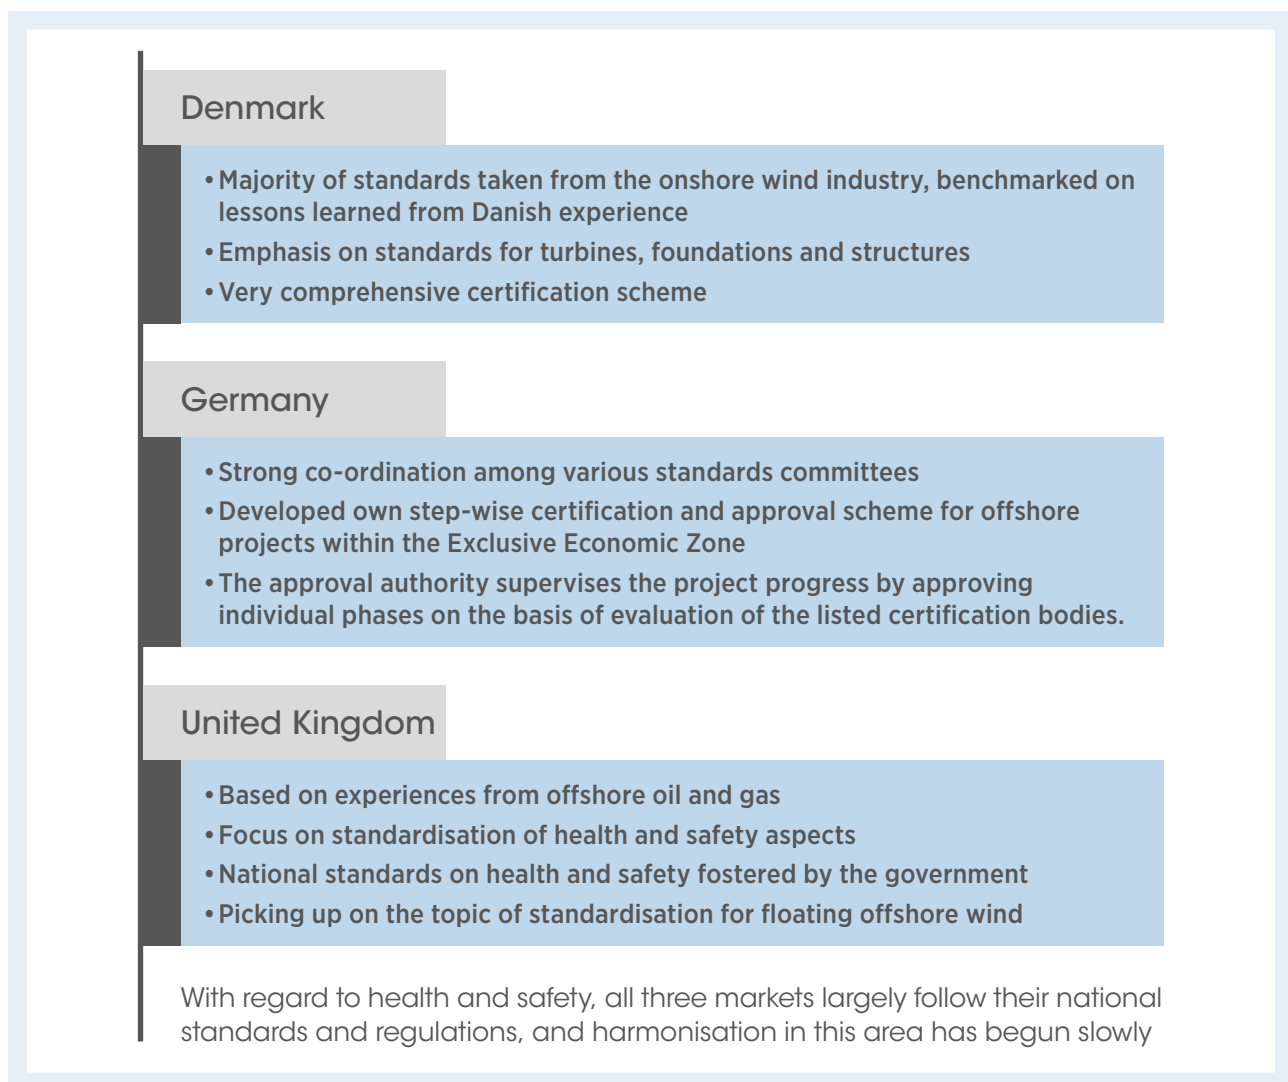 Denmark
• Majority of standards taken from the onshore wind industry, benchmarked on
lessons learned from Danish experience
• Emphasis on standards for turbines, foundations and structures
• Very comprehensive certification scheme
Germany
• Strong co-ordination among various standards committees
• Developed own step-wise certification and approval scheme for offshore
projects within the Exclusive Economic Zone
• The approval authority supervises the project progress by approving
individual phases on the basis of evaluation of the listed certification bodies.
United Kingdom
• Based on experiences from offshore oil and gas
• Focus on standardisation of health and safety aspects
• National standards on health and safety fostered by the government
• Picking up on the topic of standardisation for floating offshore wind
With regard to health and safety, all three markets largely follow their national
standards and regulations, and harmonisation in this area has begun slowly